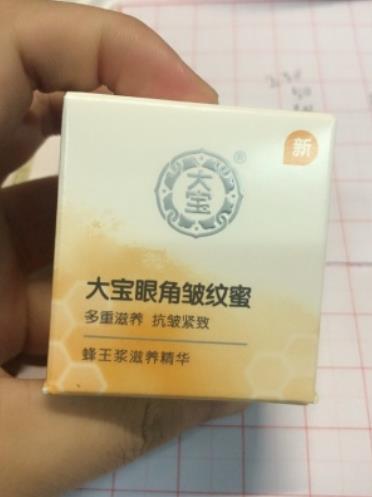 新
大宝
®
大宝眼角皱纹蜜
多重滋养 抗皱紧致
蜂王浆滋养精华